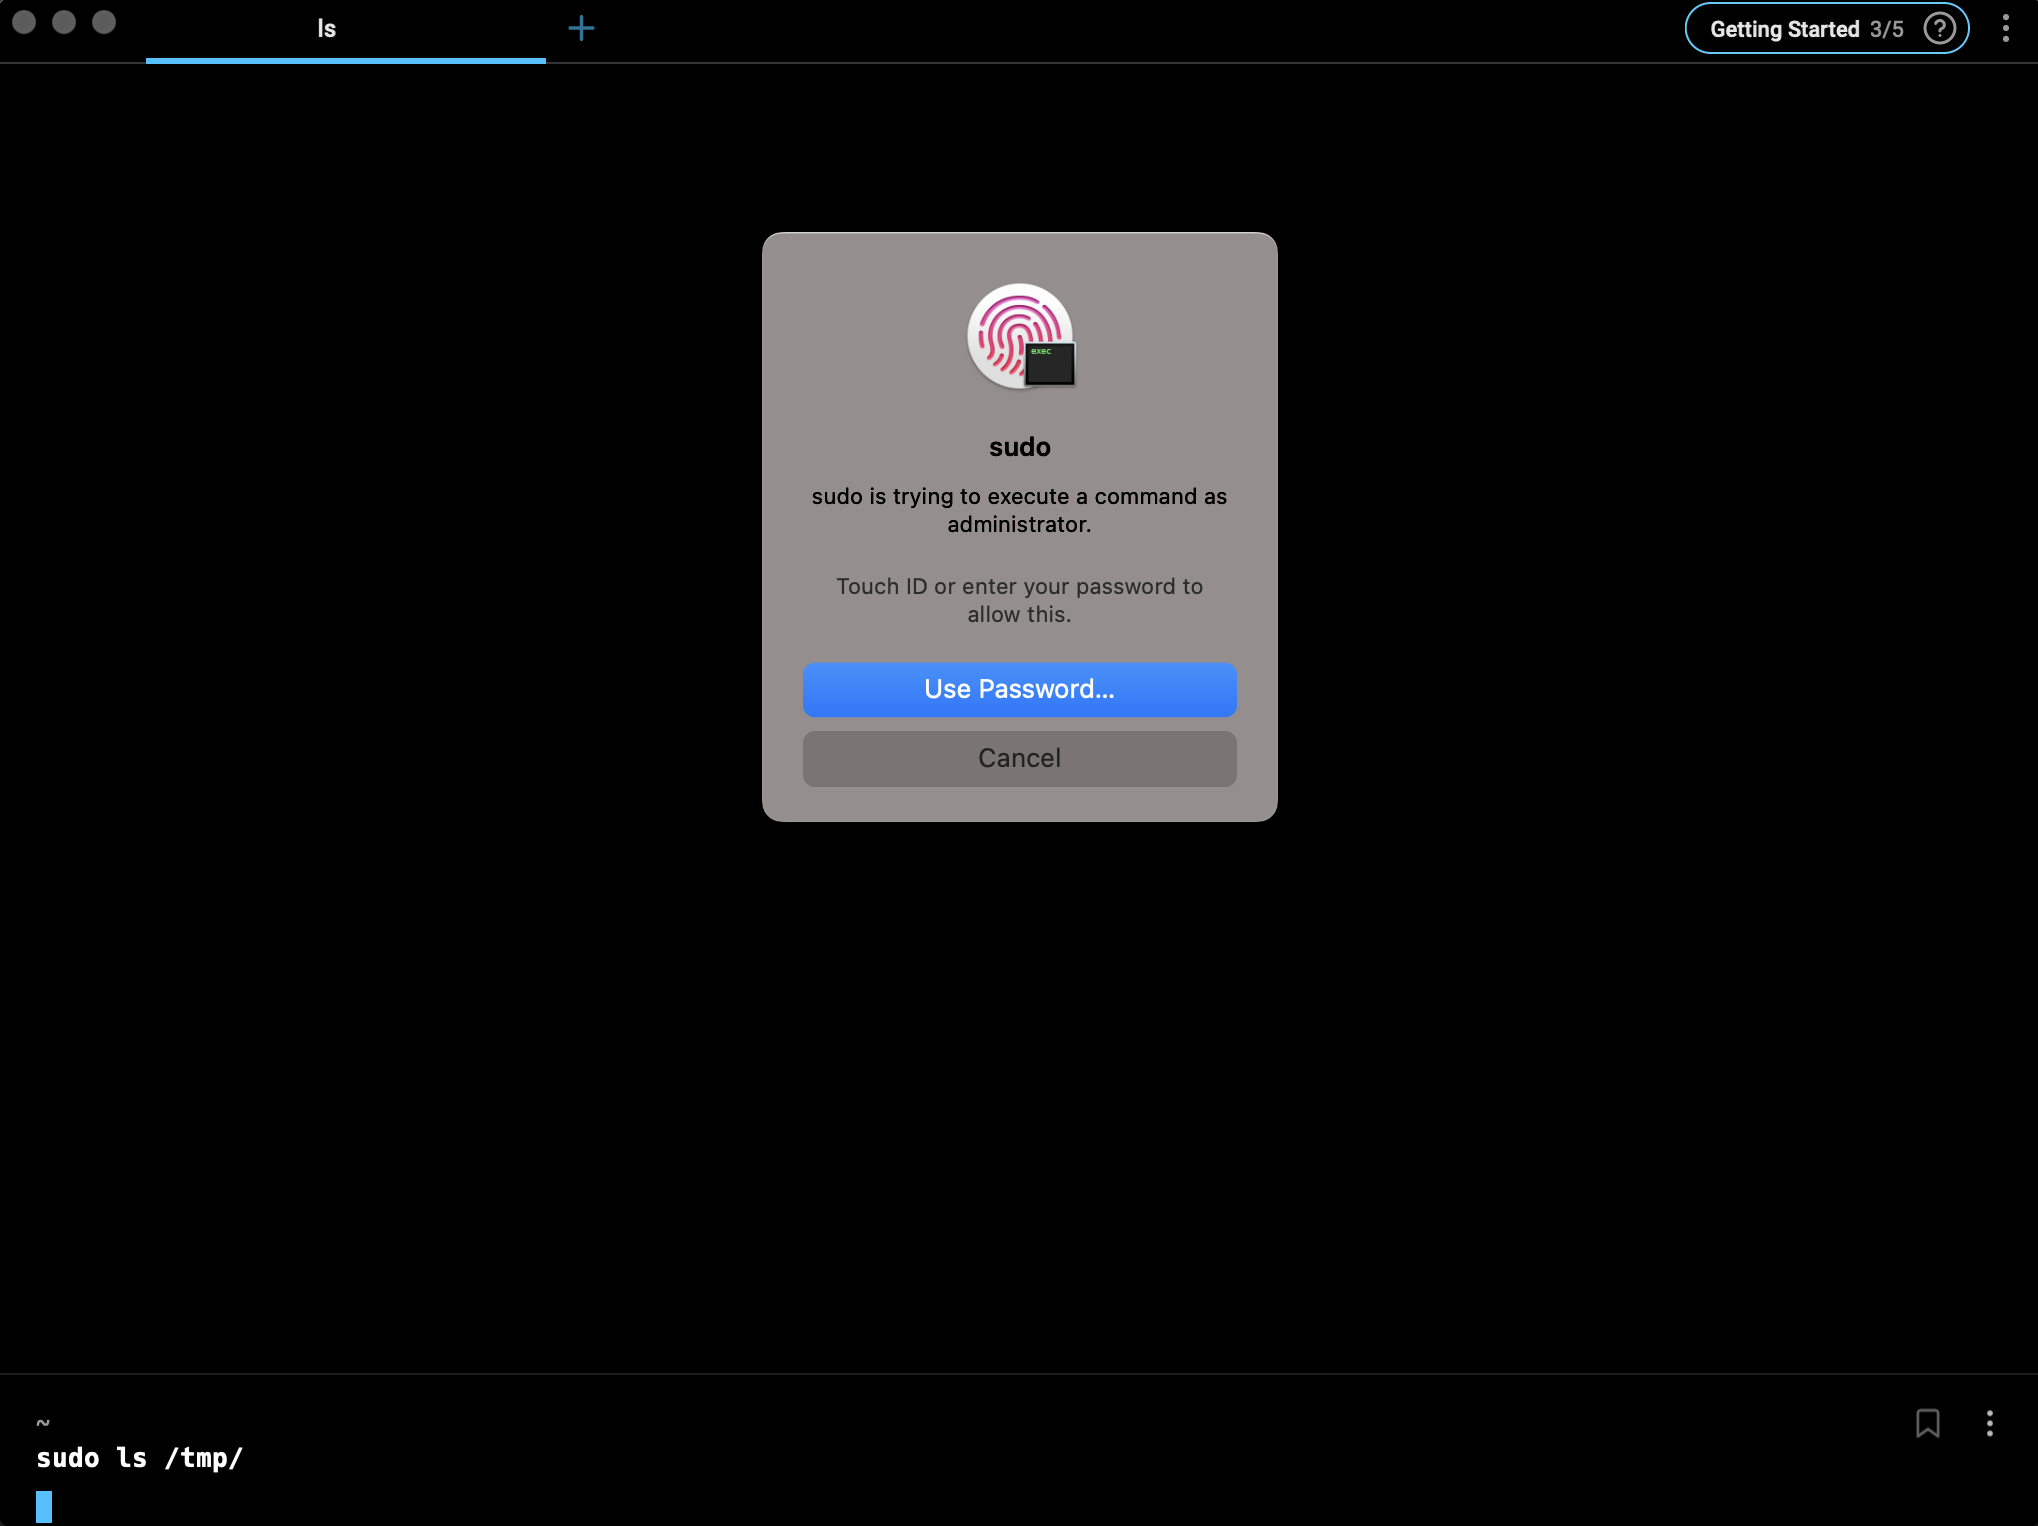 ls
+
Getting Started 3/5 ?
exec
sudo
sudo is trying to execute a command as
administrator.
Touch ID or enter your password to
allow this.
Use Password...
Cancel
~
sudo ls /tmp/